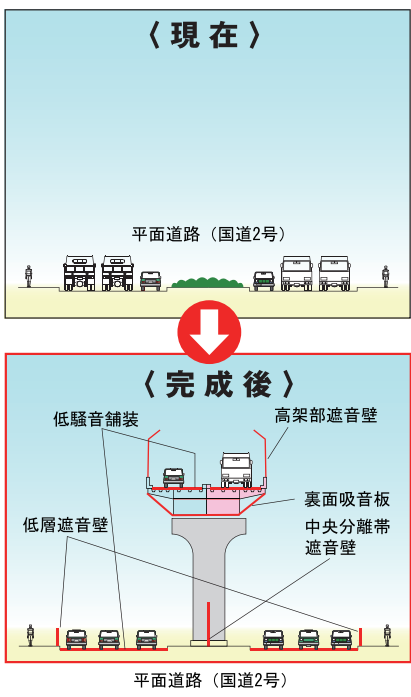 〈現在〉
平面道路（国道2号）
〈完成後〉
低騒音舗装
高架部遮音壁
裏面吸音板
低層遮音壁
中央分離帯
遮音壁
平面道路（国道2号）